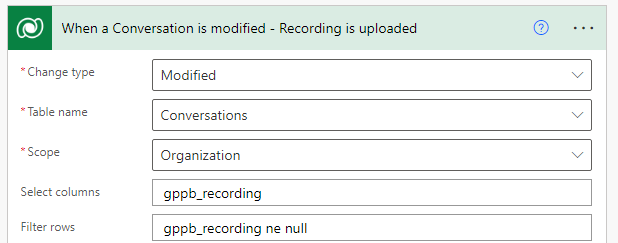 When a Conversation is modified - Recording is uploaded
* Change type Modified
* Table name Conversations
* Scope Organization
Select columns gppb_recording
Filter rows gppb_recording ne null